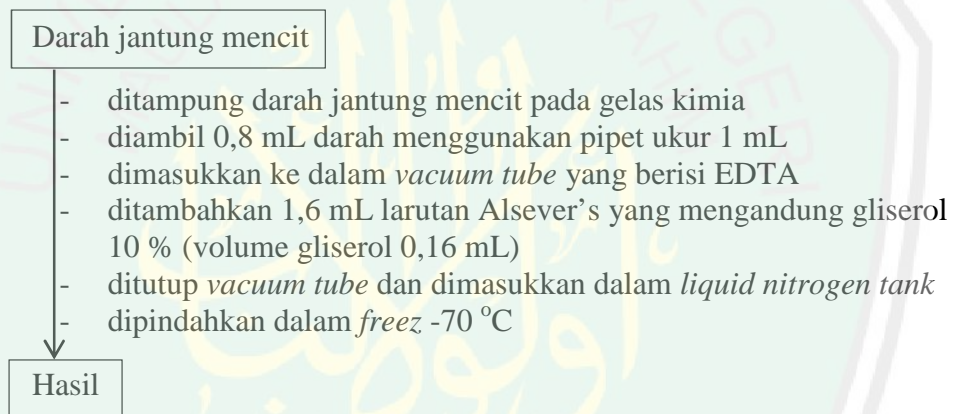 Darah jantung mencit
- ditampung darah jantung mencit pada gelas kimia
- diambil 0,8 mL darah menggunakan pipet ukur 1 mL
- dimasukkan ke dalam vacuum tube yang berisi EDTA
- ditambahkan 1,6 mL larutan Alsever's yang mengandung gliserol
10 % (volume gliserol 0,16 mL)
- ditutup vacuum tube dan dimasukkan dalam liquid nitrogen tank
- dipindahkan dalam freez -70 °C
Hasil